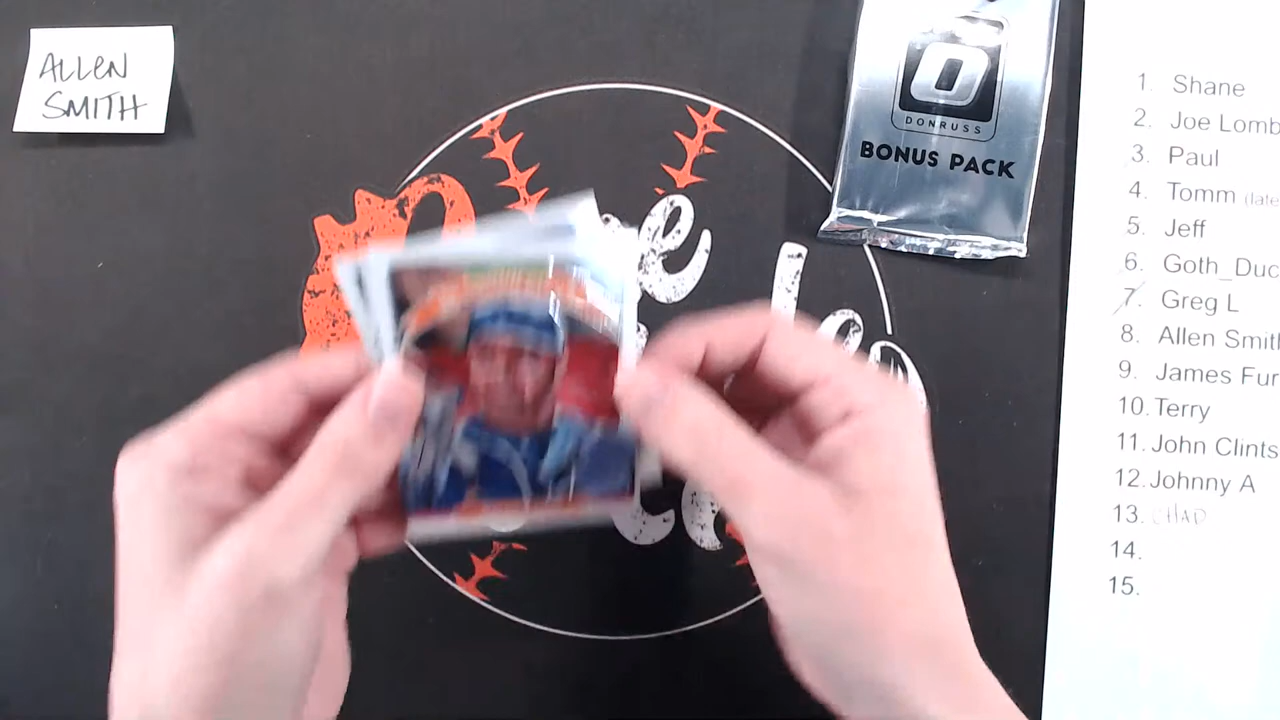 ALLEN
SMITH
O
DONRUSS
BONUS PACK
1. Shane
2. Joe Lomb
3. Paul
4. Tomm (late
5. Jeff
6. Goth_Duc
7. Greg L
8. Allen Smith
9. James Fur
10. Terry
11. John Clints
12. Johnny A
13. CHAD
14.
15.